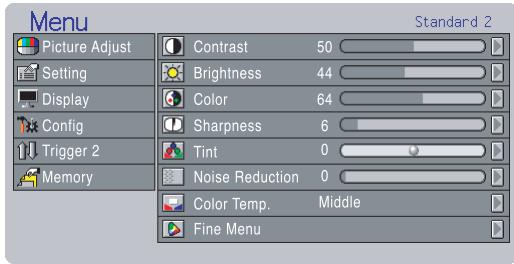 Menu
Standard 2
Picture Adjust
Setting
Display
Config
Trigger 2
Memory
Contrast 50
Brightness 44
Color 64
Sharpness 6
Tint 0
Noise Reduction 0
Color Temp. Middle
Fine Menu